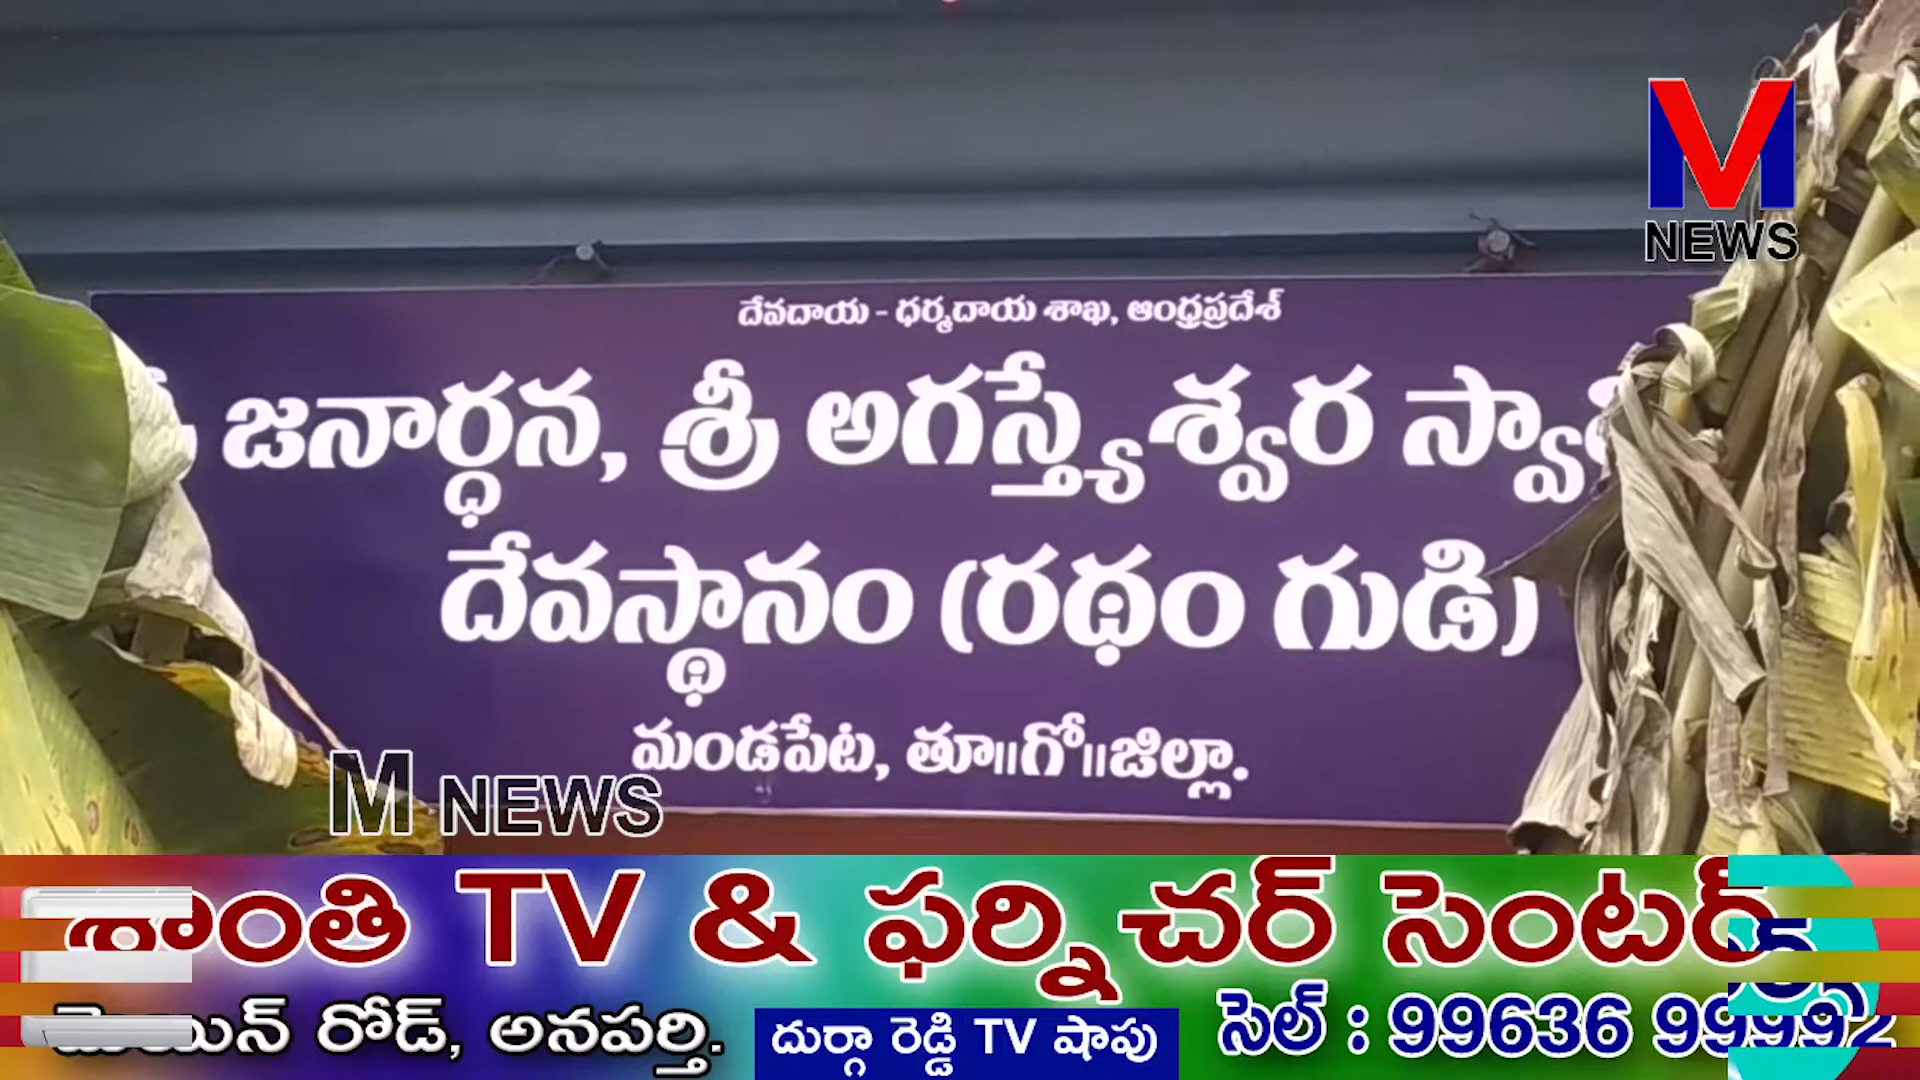 M
NEWS
దేవదాయ - ధర్మదాయ శాఖ, ఆంధ్రప్రదేశ్
జనార్ధన, శ్రీ అగస్త్యేశ్వర
దేవస్థానం (రథం గుడి)
మండపేట, తూ॥గో॥జిల్లా.
M NEWS
శాంతి TV & ఫర్నిచర్ సెంటర్
మెయిన్ రోడ్, అనపర్తి.
దుర్గా రెడ్డి TV షాపు
సెల్ : 99636 99992